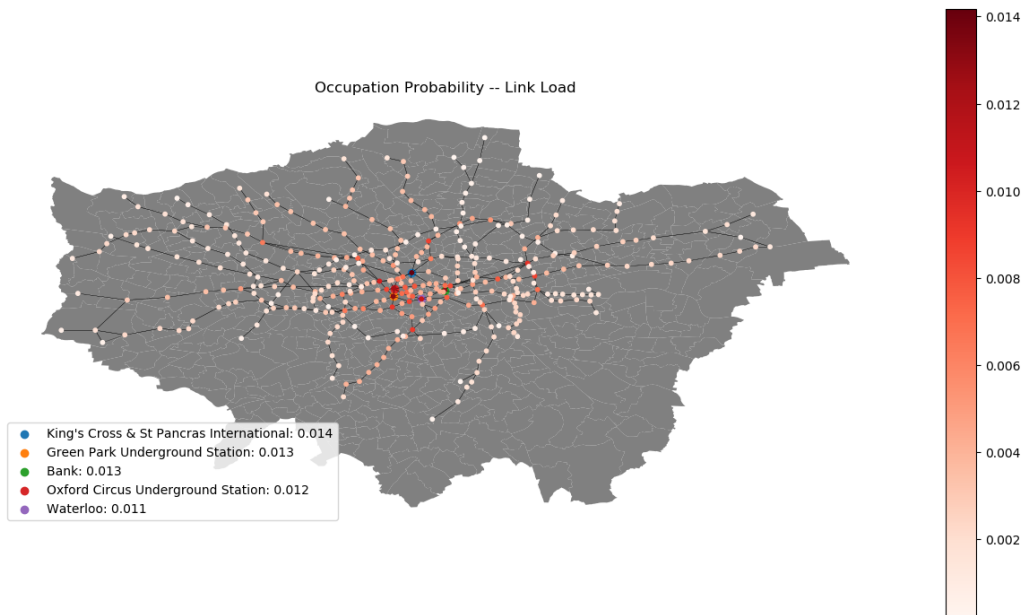 Occupation Probability -- Link Load
King's Cross & St Pancras International: 0.014
Green Park Underground Station: 0.013
Bank: 0.013
Oxford Circus Underground Station: 0.012
Waterloo: 0.011
0.014
0.012
0.010
0.008
0.006
0.004
0.002